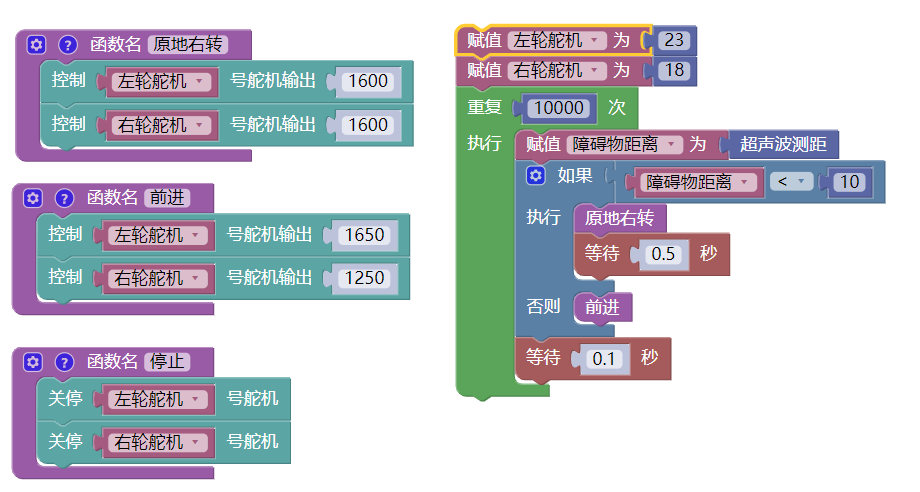 ? 函数名 原地右转
控制 左轮舵机 号舵机输出 1600
控制 右轮舵机 号舵机输出 1600
? 函数名 前进
控制 左轮舵机 号舵机输出 1650
控制 右轮舵机 号舵机输出 1250
? 函数名 停止
关停 左轮舵机 号舵机
关停 右轮舵机 号舵机
赋值 左轮舵机 为 23
赋值 右轮舵机 为 18
重复 10000 次
执行 赋值 障碍物距离 为 超声波测距
如果 障碍物距离 < 10
执行 原地右转
等待 0.5 秒
否则 前进
等待 0.1 秒